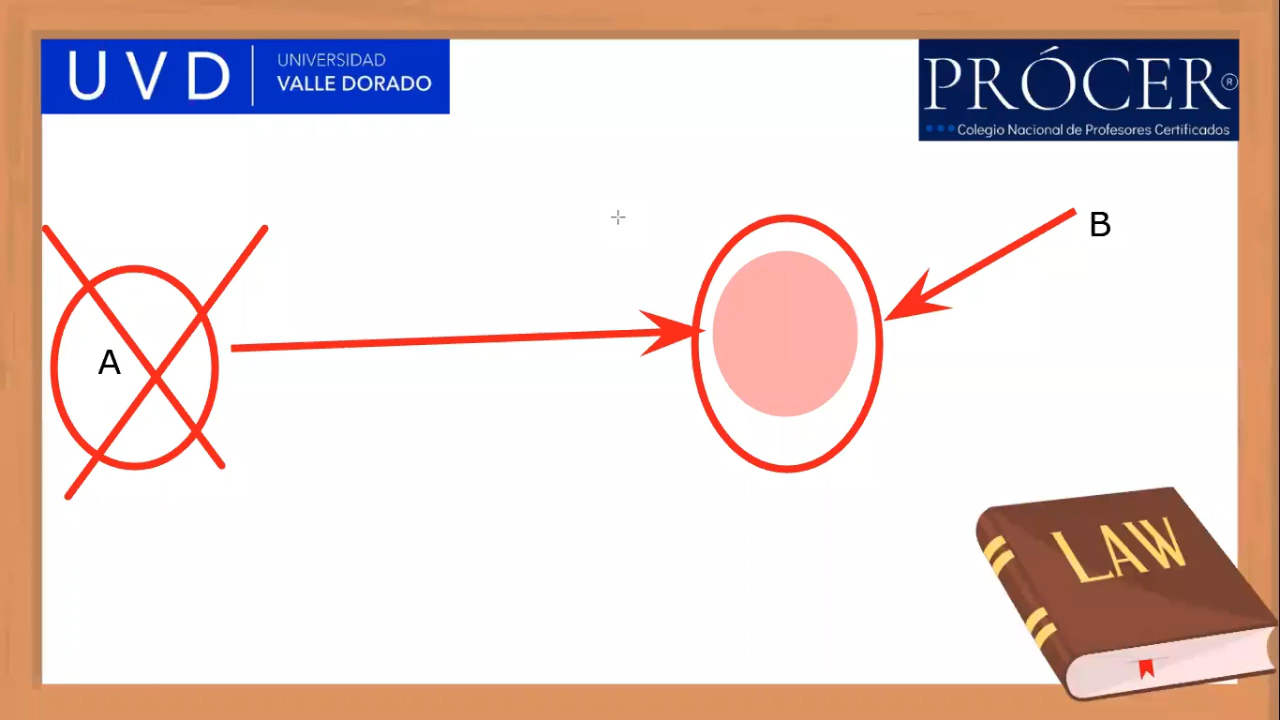 UVD
UNIVERSIDAD
VALLE DORADO
PRÓCER®
Colegio Nacional de Profesores Certificados
B
A
LAW